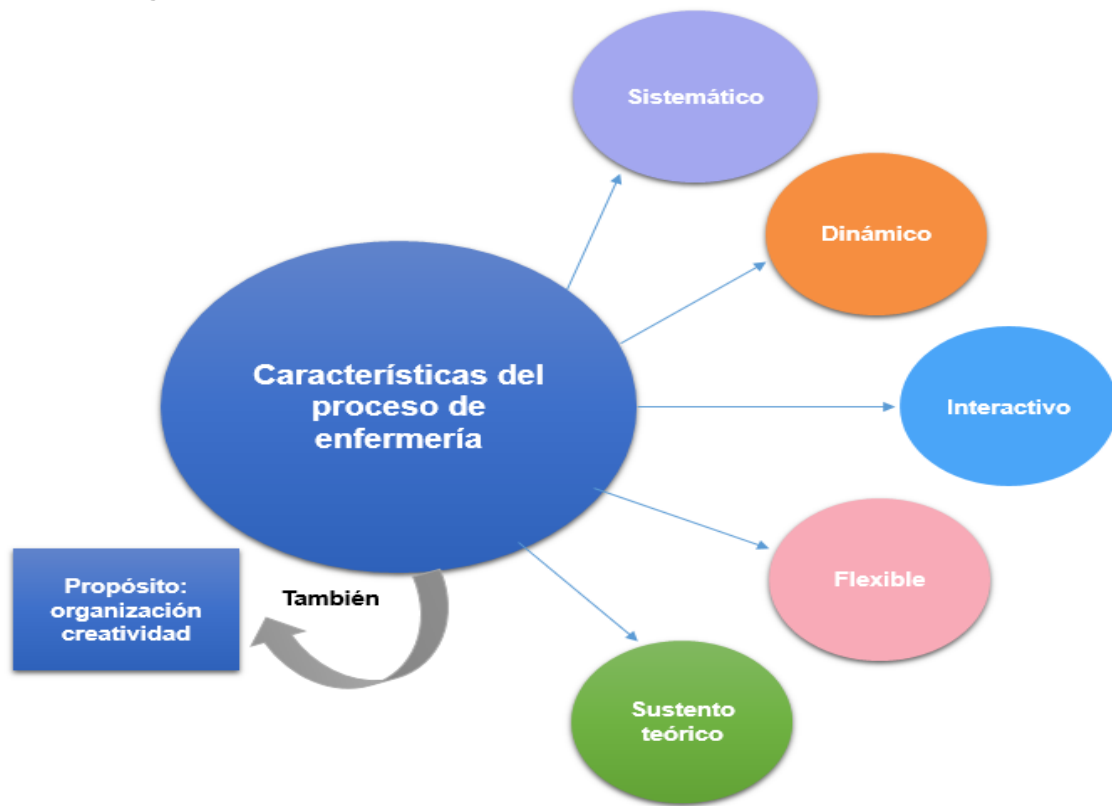 Sistemático
Dinámico
Características del
proceso de
enfermería
Interactivo
Flexible
Propósito:
organización
creatividad
También
Sustento
teórico